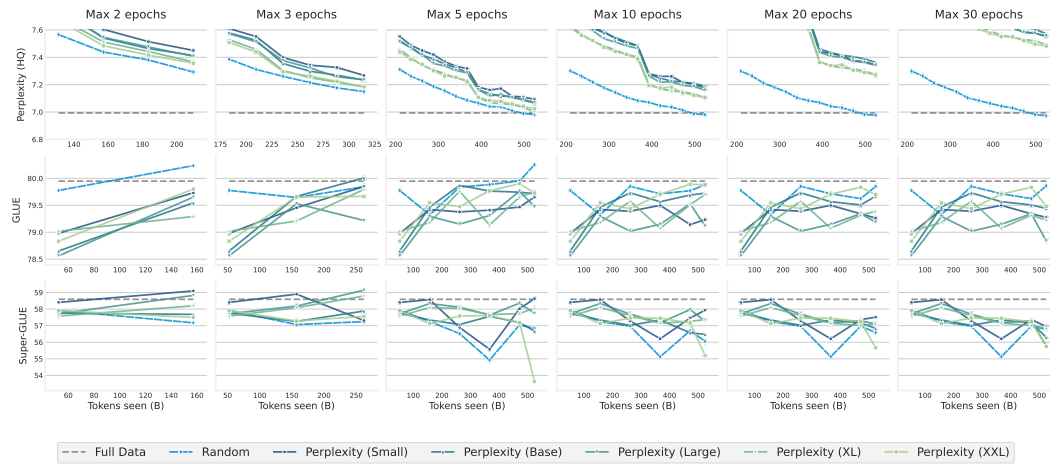 Max 2 epochs Max 3 epochs Max 5 epochs Max 10 epochs Max 20 epochs Max 30 epochs
Perplexity (HQ)
7.6
7.4
7.2
7.0
6.8
140 160 180 200 180 210 240 270 300 325 200 300 400 500 200 300 400 500 200 300 400 500 200 300 400 500
GLUE
80.0
79.5
79.0
78.5
60 80 100 120 140 160 50 100 150 200 250 100 200 300 400 500 100 200 300 400 500 100 200 300 400 500 100 200 300 400 500
Super-GLUE
59
58
57
56
55
54
60 80 100 120 140 160 50 100 150 200 250 100 200 300 400 500 100 200 300 400 500 100 200 300 400 500 100 200 300 400 500
Tokens seen (B) Tokens seen (B) Tokens seen (B) Tokens seen (B) Tokens seen (B) Tokens seen (B)
Full Data Random Perplexity (Small) Perplexity (Base) Perplexity (Large) Perplexity (XL) Perplexity (XXL)